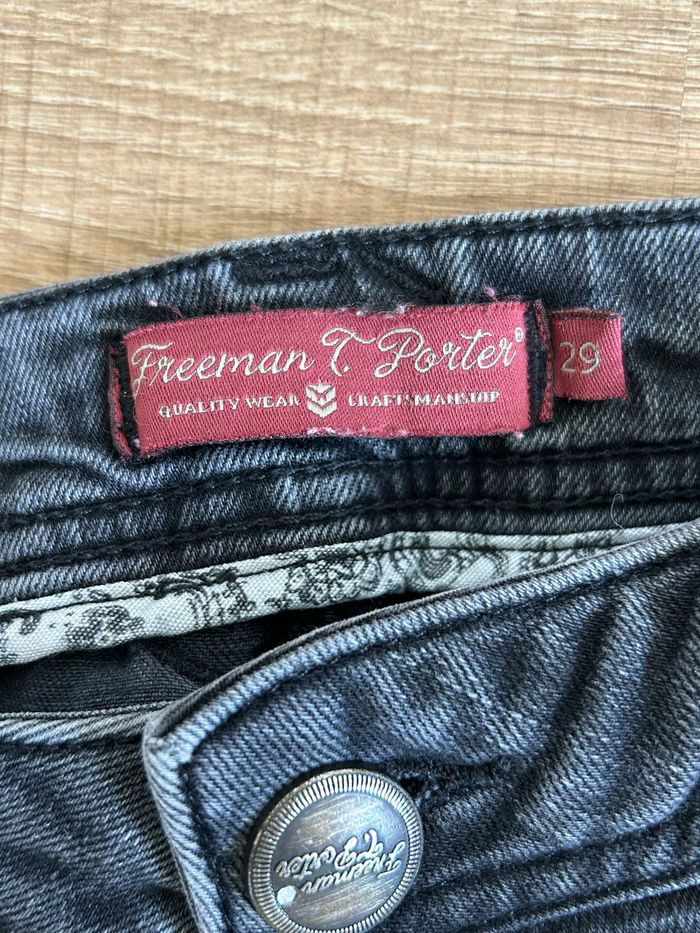 Freeman T. Porter®
29
QUALITY WEAR CRAFTSMANSHIP
Freeman
T. Porter